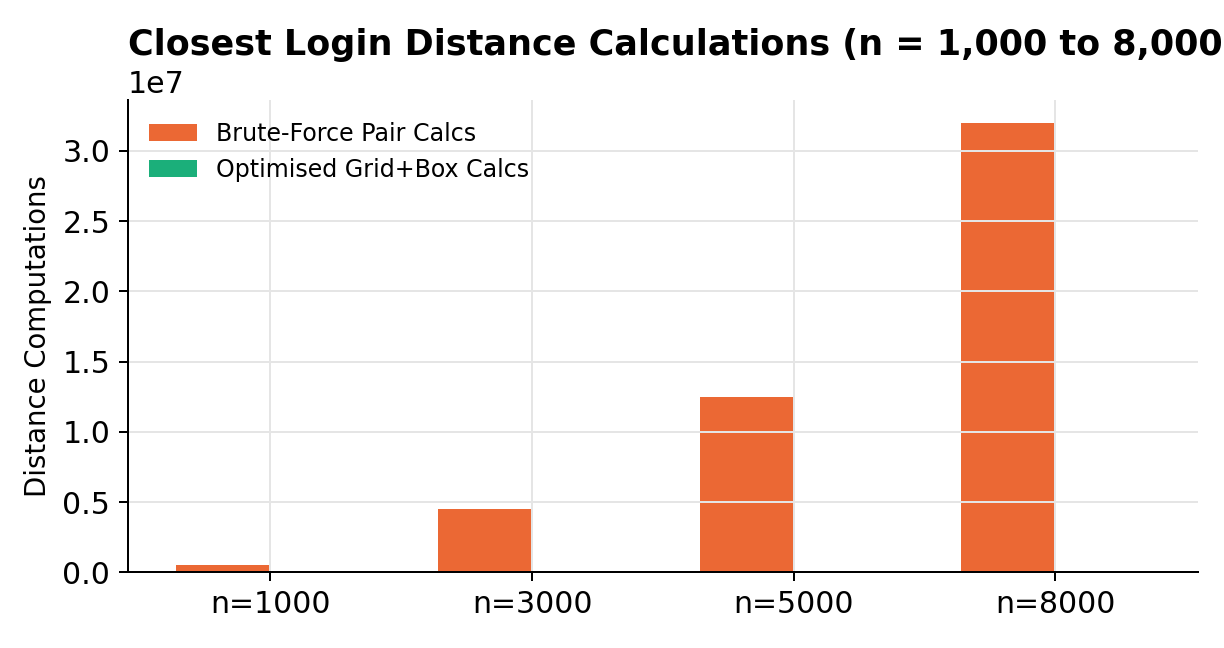 Closest Login Distance Calculations (n = 1,000 to 8,000
1e7
Brute-Force Pair Calcs
Optimised Grid+Box Calcs
Distance Computations
3.0
2.5
2.0
1.5
1.0
0.5
0.0
n=1000 n=3000 n=5000 n=8000